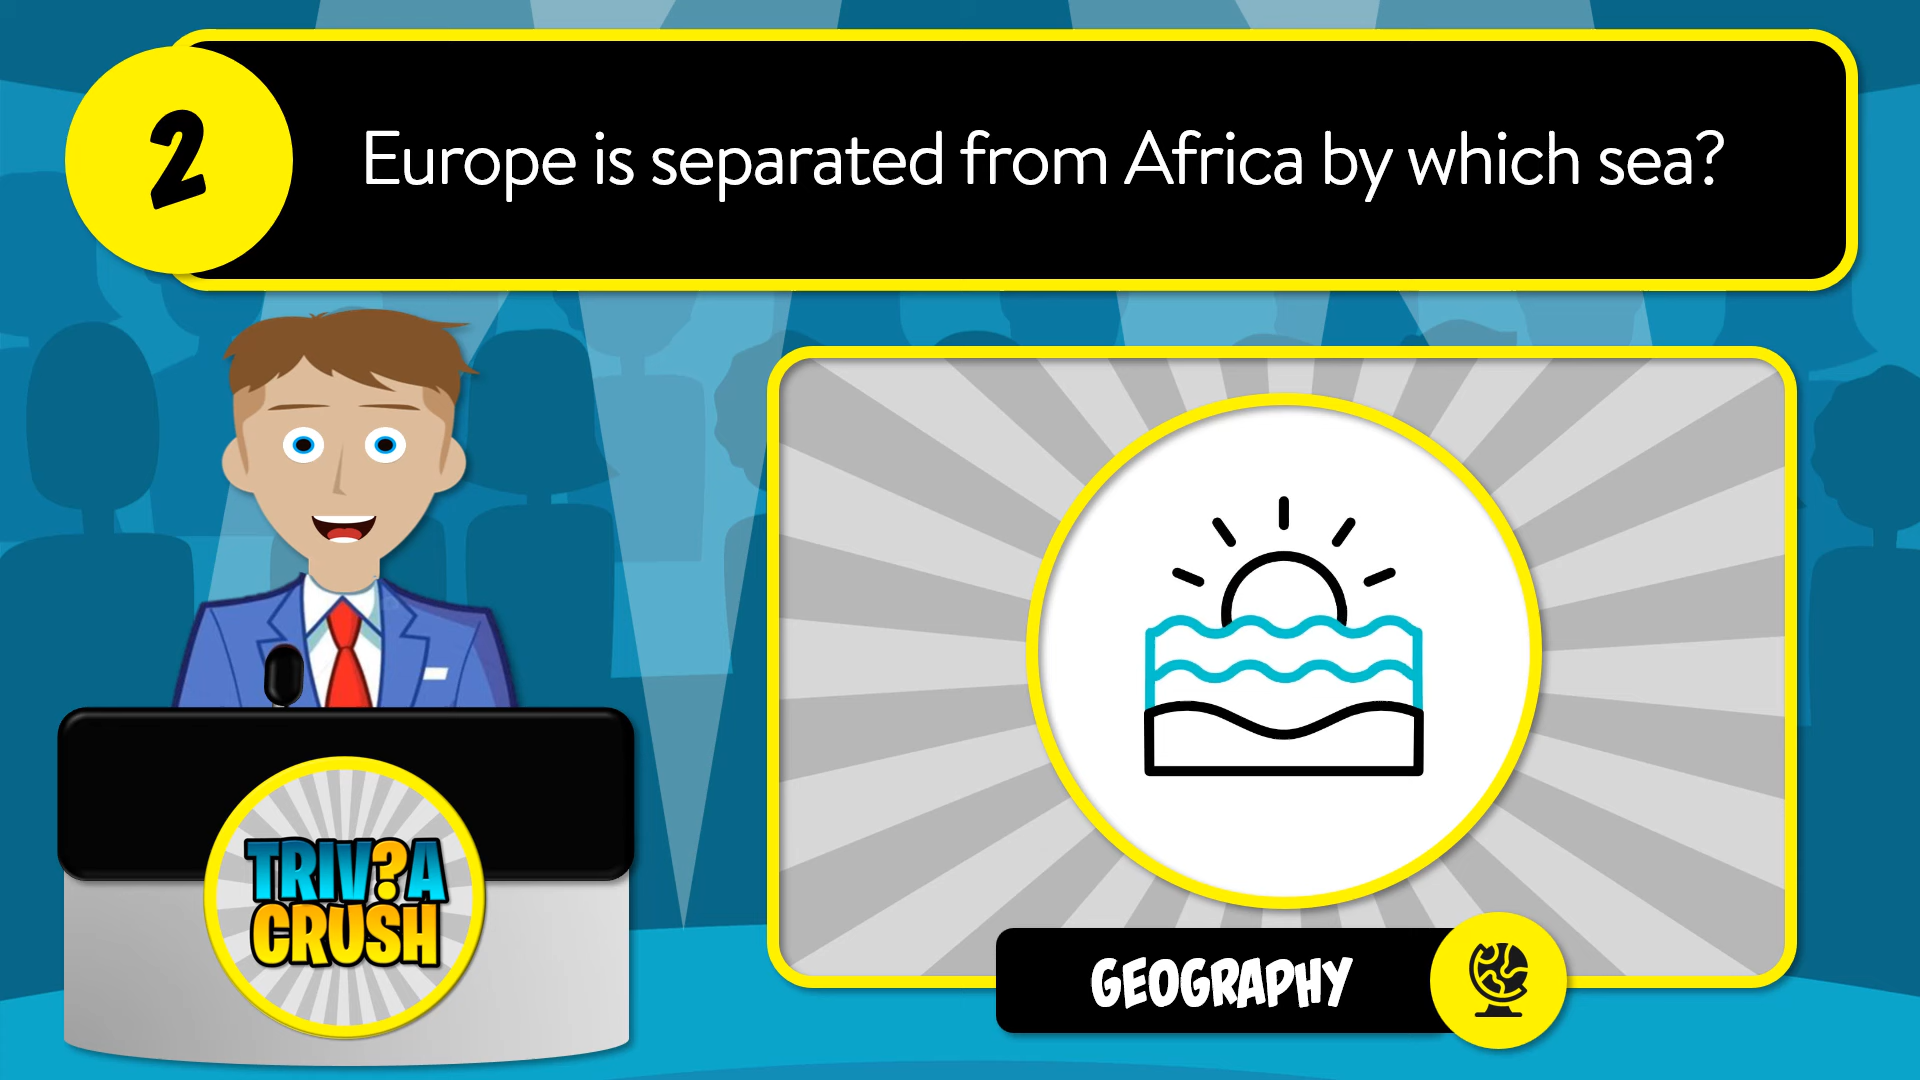 2
Europe is separated from Africa by which sea?
TRIV?A
CRUSH
GEOGRAPHY